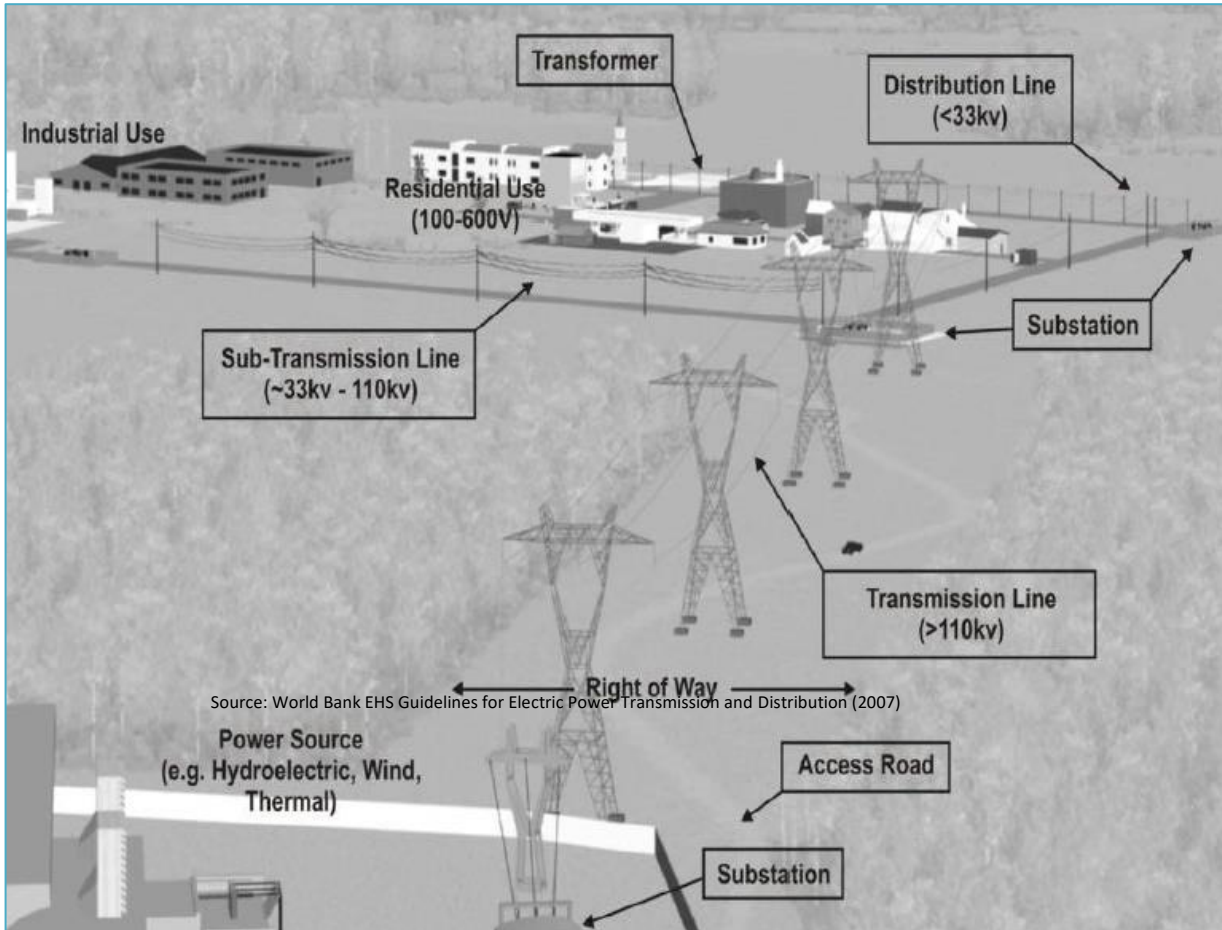 Transformer
Distribution Line
(<33kv)
Industrial Use
Residential Use
(100-600V)
Substation
Sub-Transmission Line
(~33kv - 110kv)
Transmission Line
(>110kv)
Right of Way
Source: World Bank EHS Guidelines for Electric Power Transmission and Distribution (2007)
Power Source
(e.g. Hydroelectric, Wind,
Thermal)
Access Road
Substation